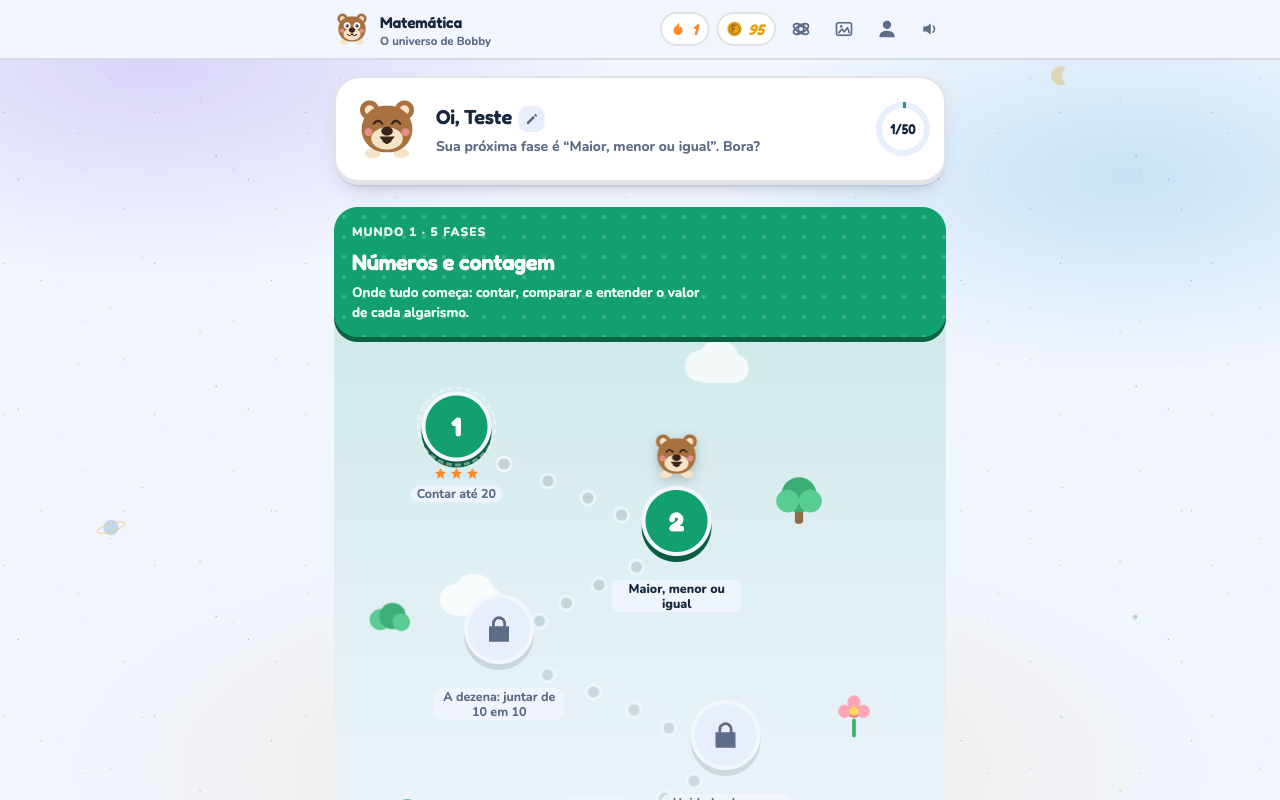 Matemática
O universo de Bobby
1
95
Oi, Teste
Sua próxima fase é “Maior, menor ou igual”. Bora?
1/50
MUNDO 1 · 5 FASES
Números e contagem
Onde tudo começa: contar, comparar e entender o valor
de cada algarismo.
1
Contar até 20
2
Maior, menor ou
igual
A dezena: juntar de
10 em 10